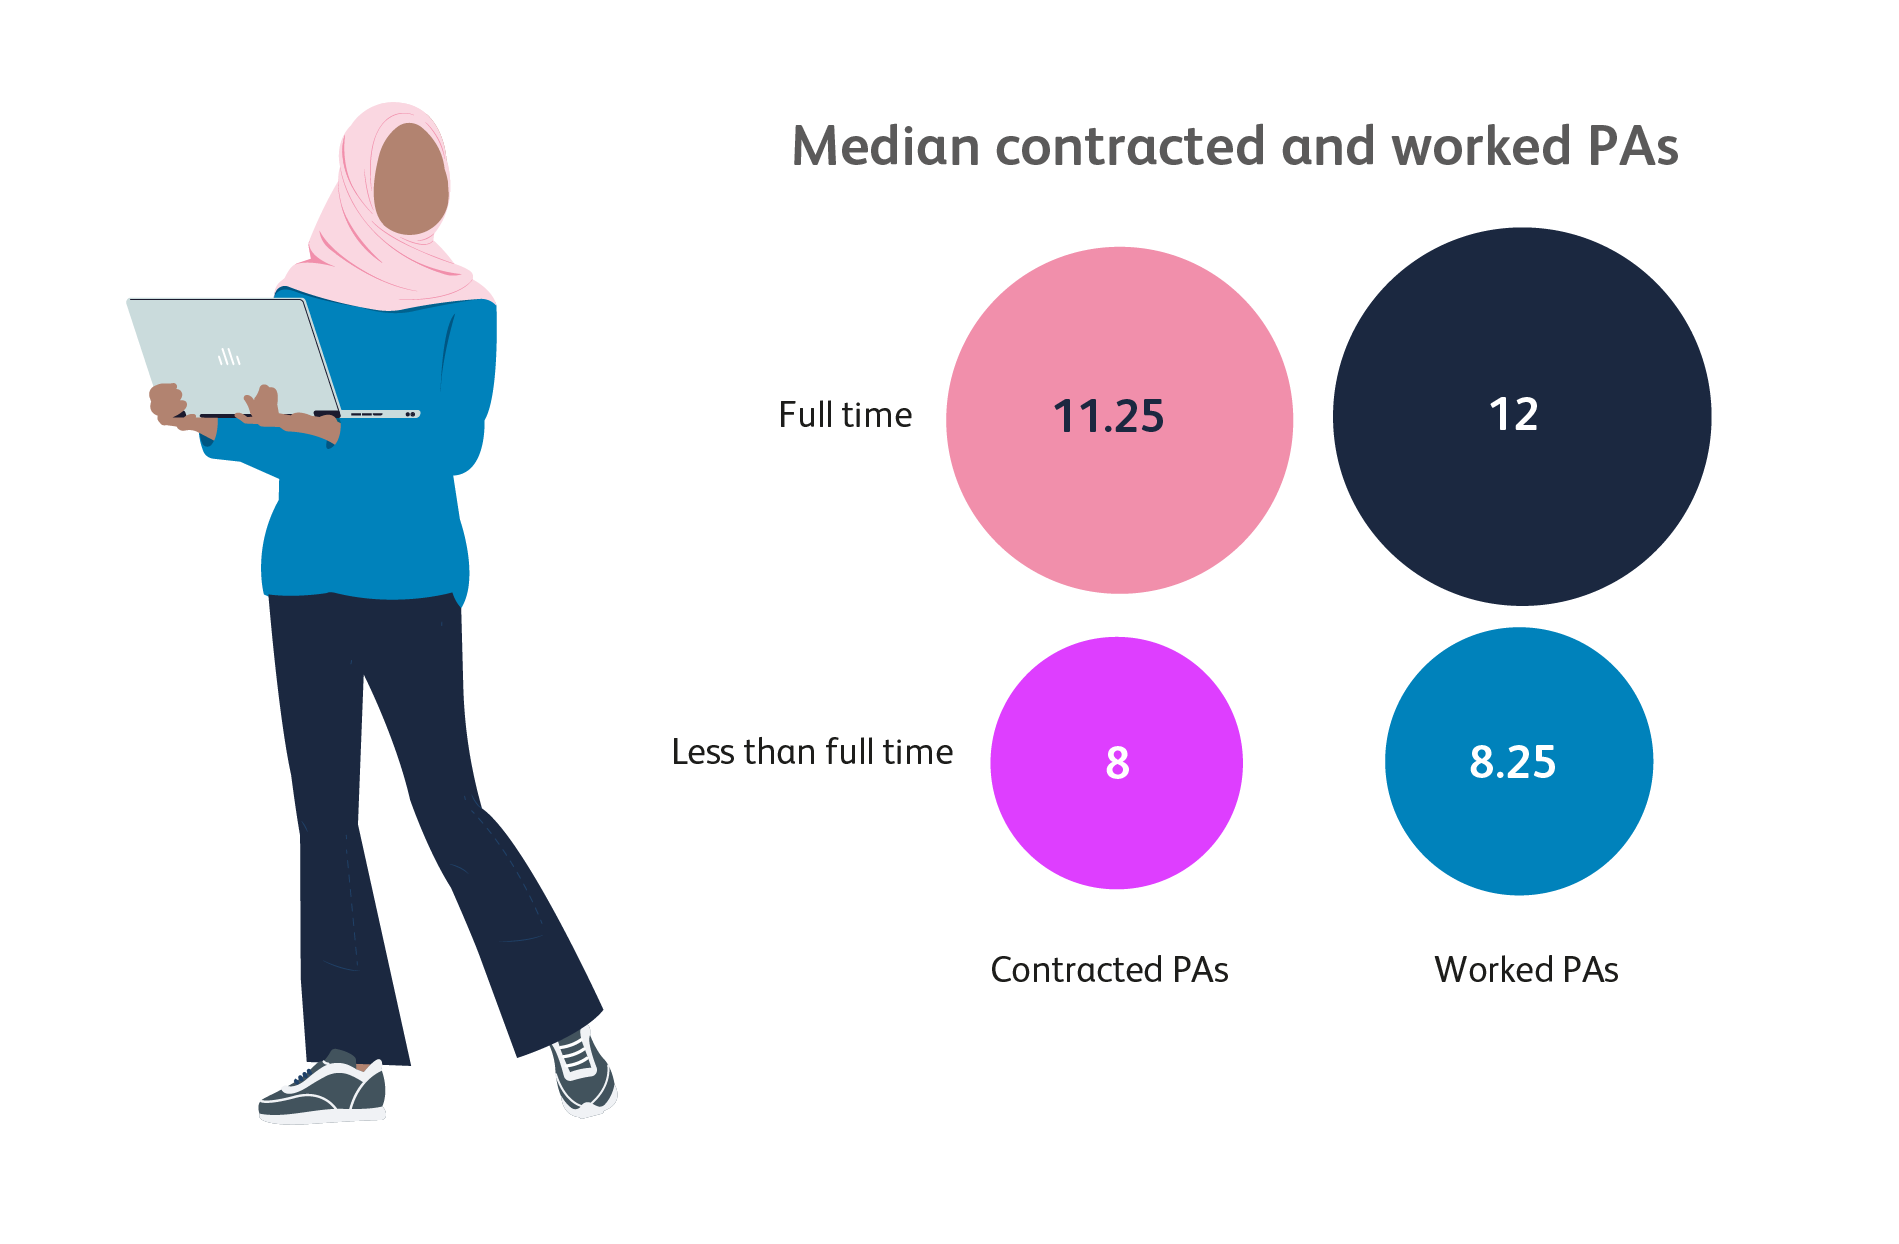 Median contracted and worked PAs
Full time
11.25
12
Less than full time
8
8.25
Contracted PAs
Worked PAs